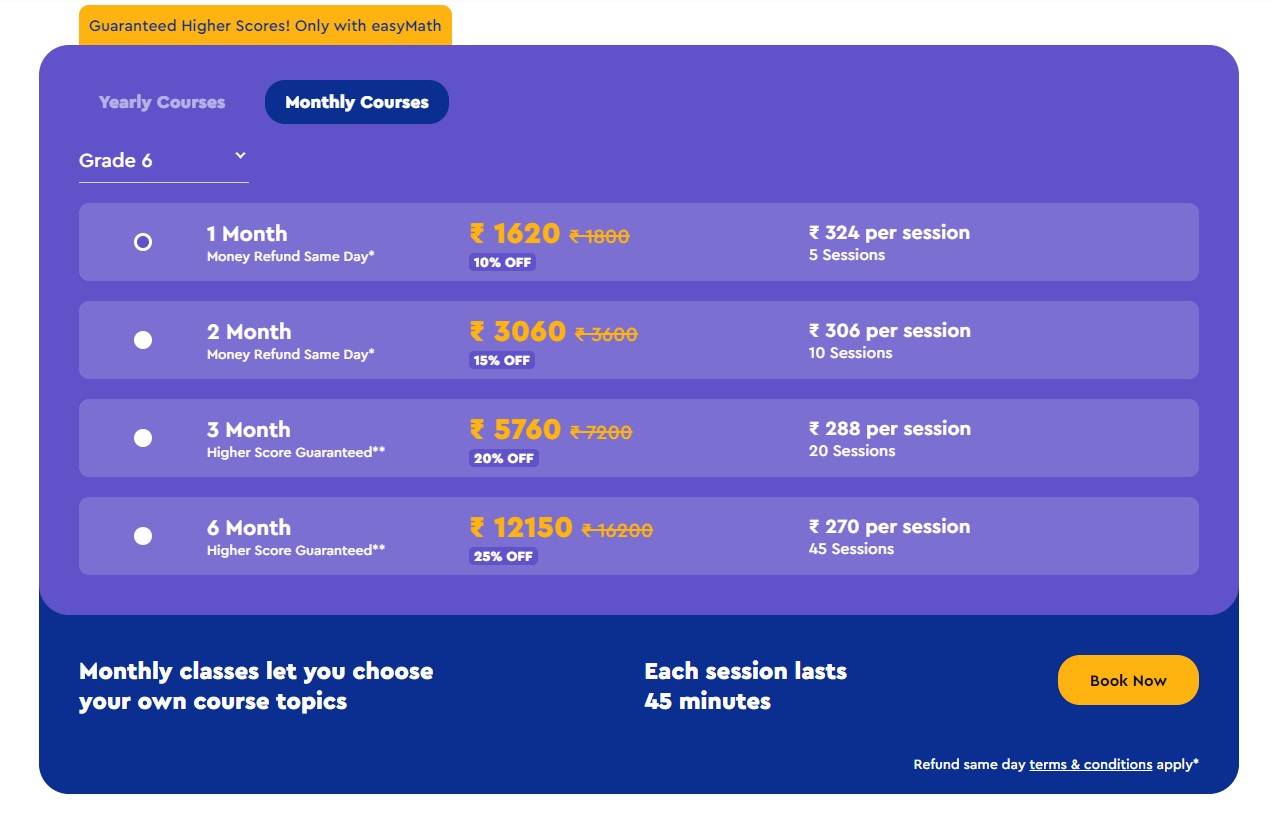 Guaranteed Higher Scores! Only with easyMath
Yearly Courses
Monthly Courses
Grade 6
1 Month
Money Refund Same Day*
₹ 1620 ₹ 1800
10% OFF
₹ 324 per session
5 Sessions
2 Month
Money Refund Same Day*
₹ 3060 ₹ 3600
15% OFF
₹ 306 per session
10 Sessions
3 Month
Higher Score Guaranteed**
₹ 5760 ₹ 7200
20% OFF
₹ 288 per session
20 Sessions
6 Month
Higher Score Guaranteed**
₹ 12150 ₹ 16200
25% OFF
₹ 270 per session
45 Sessions
Monthly classes let you choose
your own course topics
Each session lasts
45 minutes
Book Now
Refund same day terms & conditions apply*